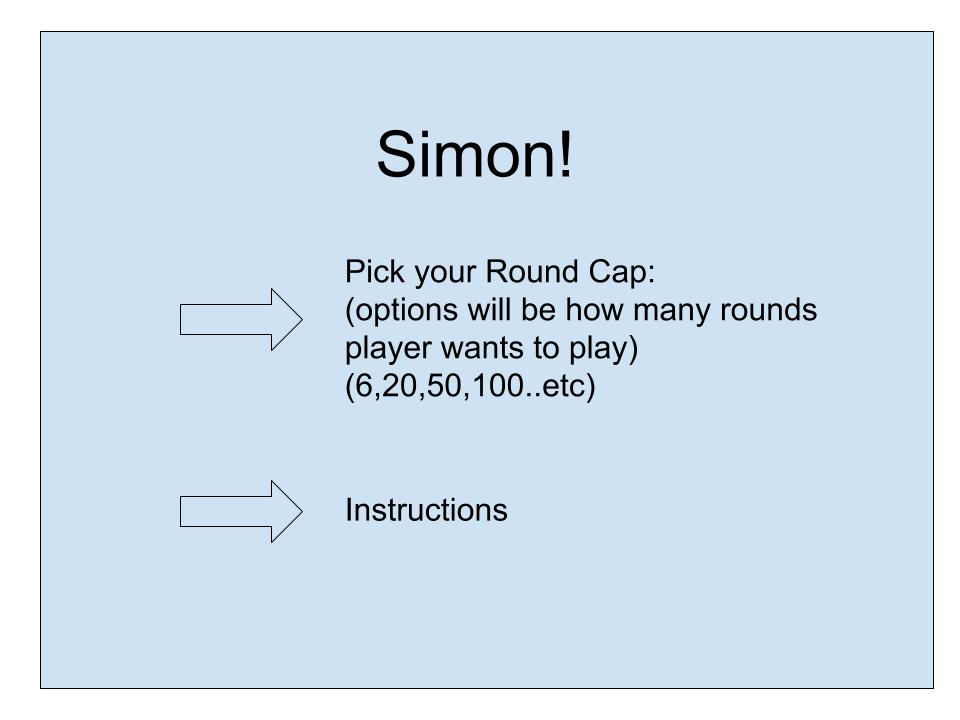 Simon!
Pick your Round Cap:
(options will be how many rounds
player wants to play)
(6,20,50,100..etc)
Instructions